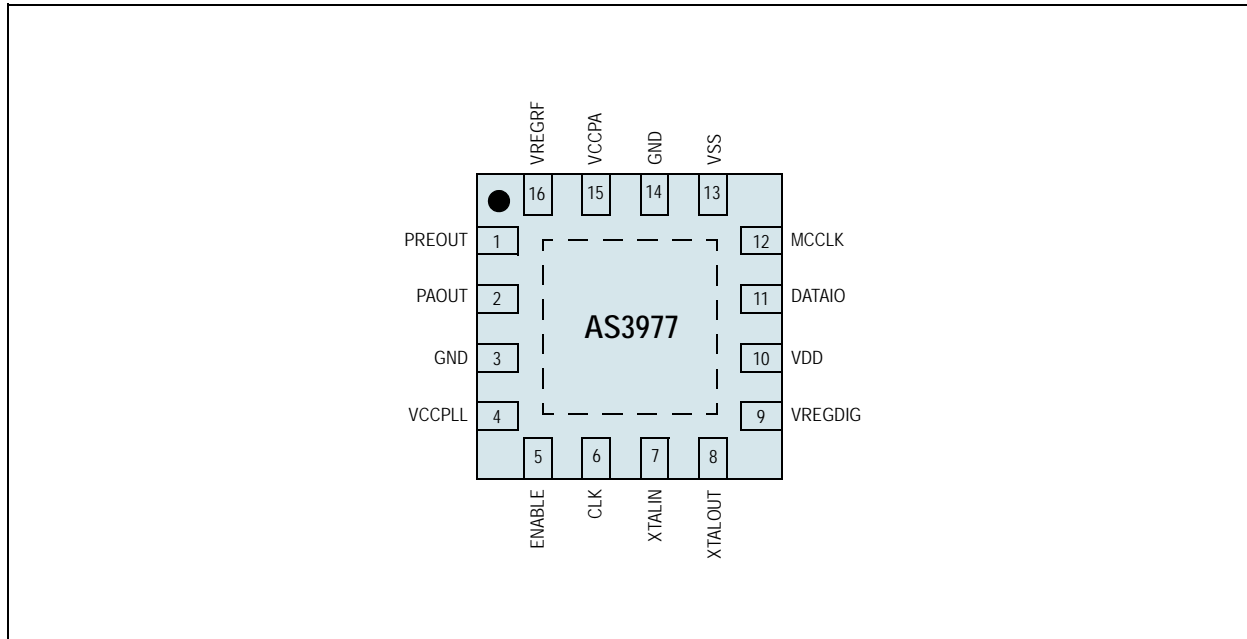 VREGRF
VCCPA
GND
VSS
16
15
14
13
PREOUT 1
12 MCCLK
PAOUT 2
11 DATAIO
AS3977
GND 3
10 VDD
VCCPLL 4
9 VREGDIG
5
6
7
8
ENABLE
CLK
XTALIN
XTALOUT